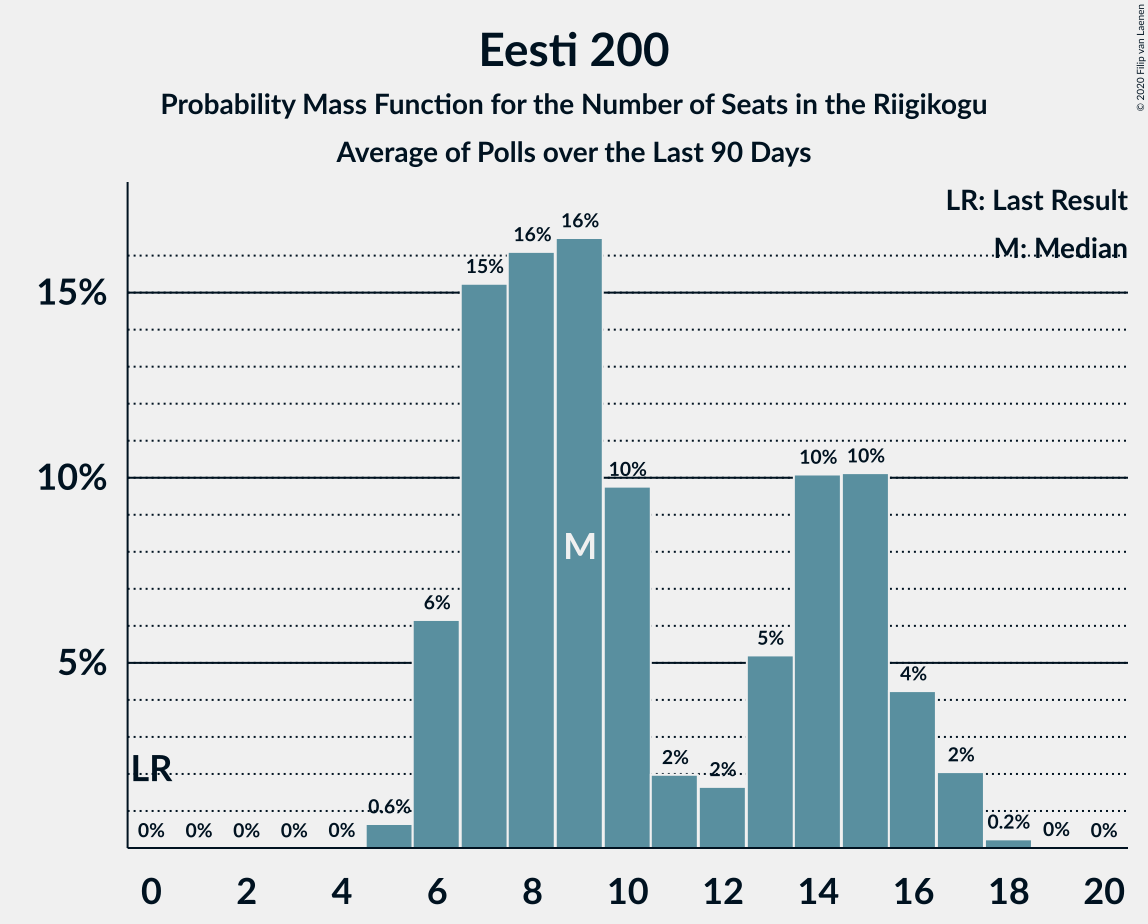 Eesti 200
Probability Mass Function for the Number of Seats in the Riigikogu
Average of Polls over the Last 90 Days
© 2020 Filip van Laenen
LR: Last Result
M: Median
16%
16%
15%
15%
10%
10%
10%
10%
M
6%
5%
5%
4%
LR
2%
2%
2%
0.6%
0.2%
0% 0% 0% 0% 0% 0% 0%
0 2 4 6 8 10 12 14 16 18 20